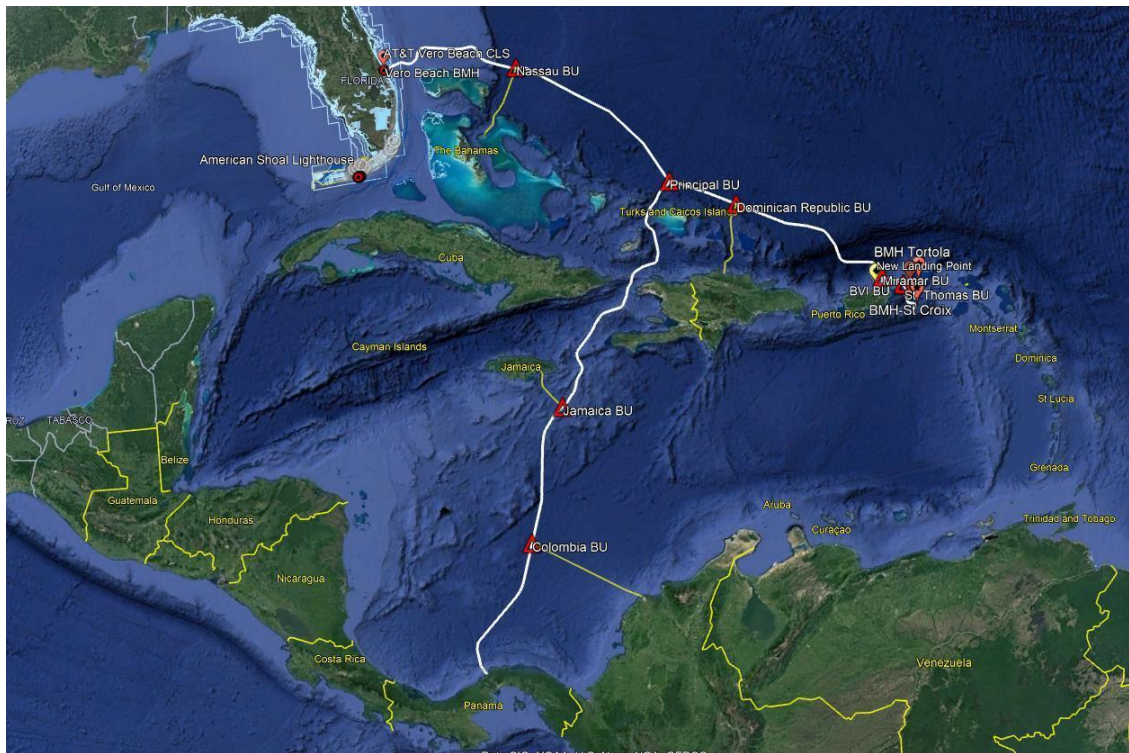 AT&T Vero Beach CLS
FLORIDA
Vero Beach BMH
Nassau BU
The Bahamas
American Shoal Lighthouse
Gulf of Mexico
Principal BU
Turks and Caicos Islands
Dominican Republic BU
Cuba
BMH Tortola
New Landing Point
Miramar BU
BVI BU
St. Thomas BU
BMH-St Croix
Puerto Rico
Montserrat
Cayman Islands
Dominica
Jamaica
St Lucia
Jamaica BU
TABASCO
Belize
Grenada
Guatemala
Aruba
Honduras
Curaçao
Trinidad and Tobago
Colombia BU
Nicaragua
Costa Rica
Venezuela
Panama